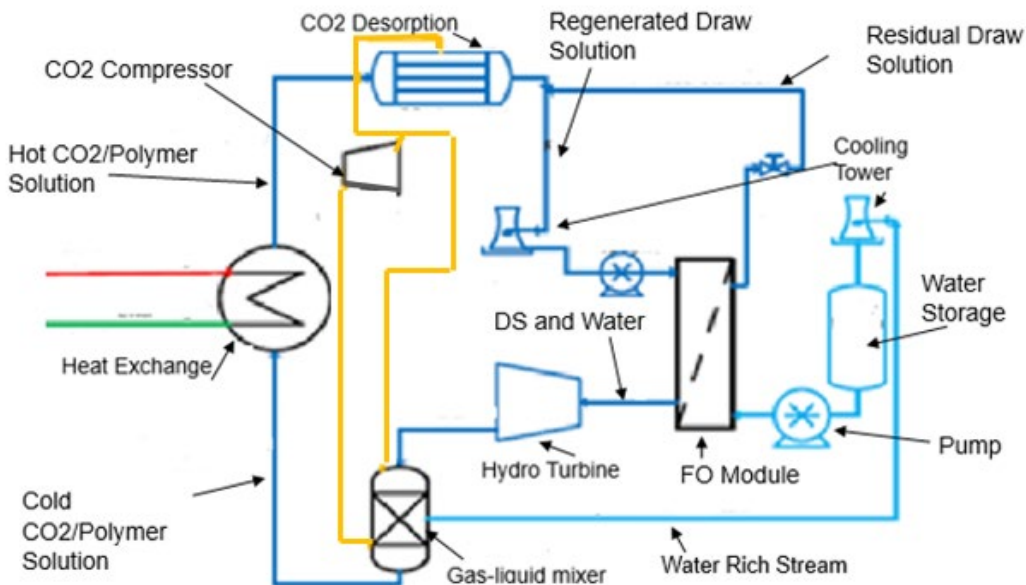 CO2 Desorption
Regenerated Draw
Solution
Residual Draw
Solution
CO2 Compressor
Hot CO2/Polymer
Solution
Cooling
Tower
Water
Storage
DS and Water
Heat Exchange
Hydro Turbine
FO Module
Pump
Cold
CO2/Polymer
Solution
Gas-liquid mixer
Water Rich Stream